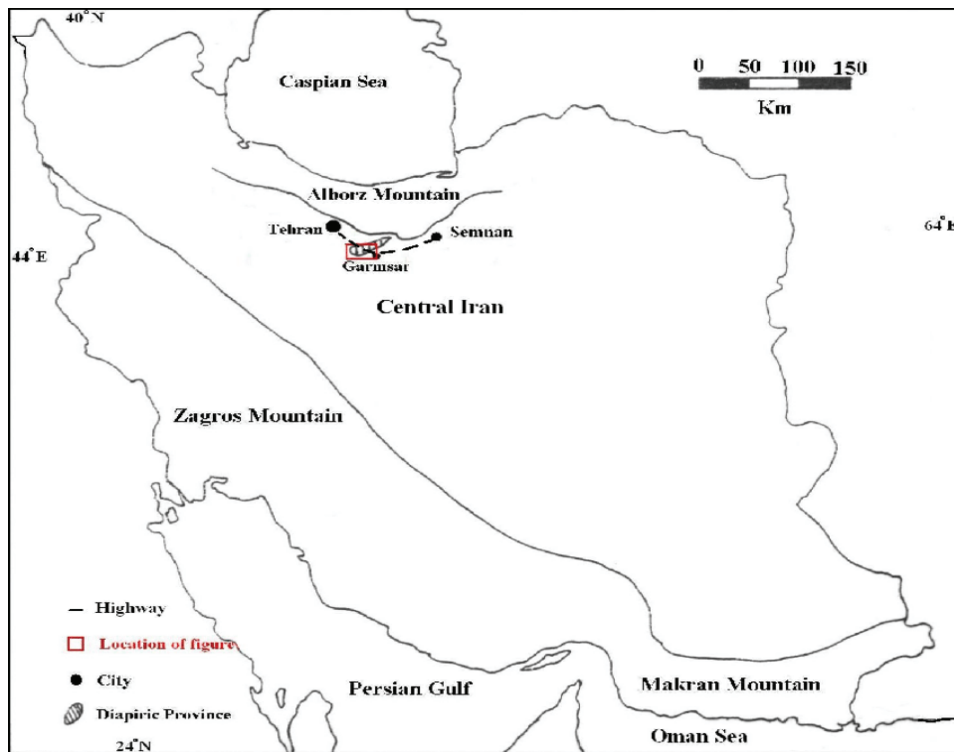 40°N
Caspian Sea
0 50 100 150
Km
Alborz Mountain
Tehran
Semnan
64°E
44°E
Garmsar
Central Iran
Zagros Mountain
Highway
Location of figure
City
Diapiric Province
Persian Gulf
Makran Mountain
24°N
Oman Sea